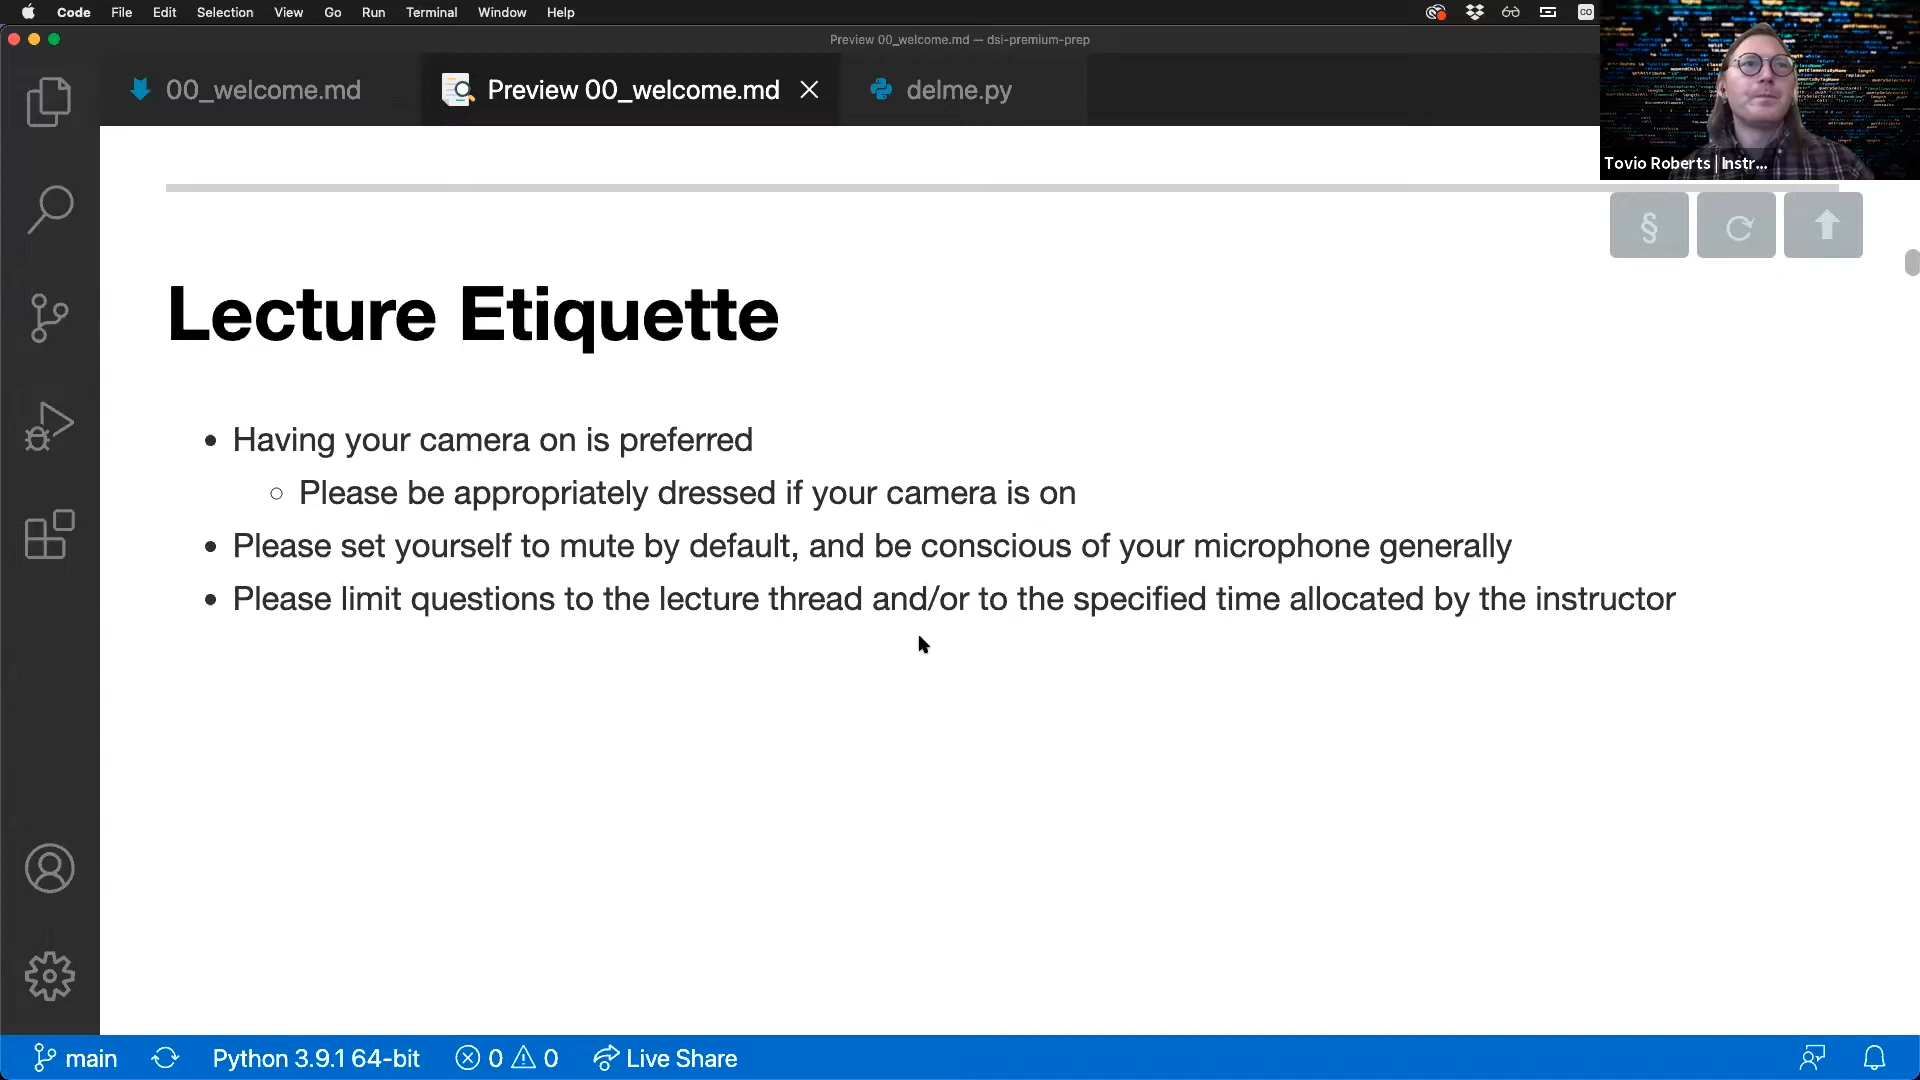 Code File Edit Selection View Go Run Terminal Window Help
Preview 00_welcome.md — dsi-premium-prep
00_welcome.md
Preview 00_welcome.md
delme.py
Tovio Roberts | Instr...
§
Lecture Etiquette
Having your camera on is preferred
Please be appropriately dressed if your camera is on
Please set yourself to mute by default, and be conscious of your microphone generally
Please limit questions to the lecture thread and/or to the specified time allocated by the instructor
main Python 3.9.1 64-bit 0 0 Live Share